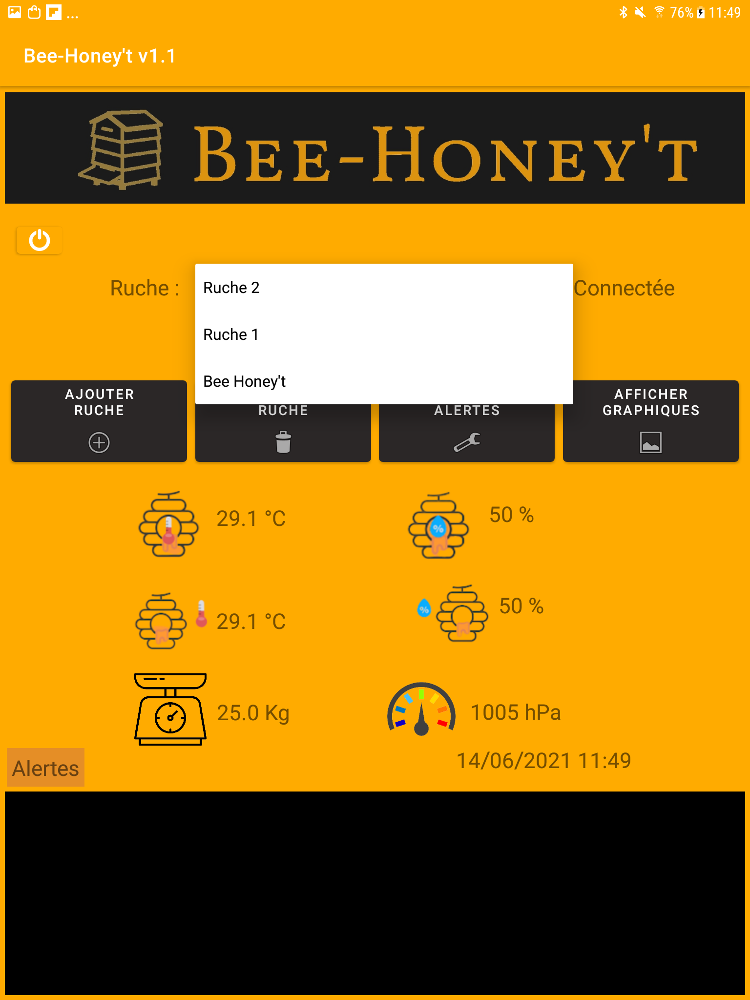 ... 76% 11:49
Bee-Honey't v1.1
BEE-HONEY'T
Ruche :
Ruche 2
Connectée
Ruche 1
Bee Honey't
AJOUTER
RUCHE
RUCHE
ALERTES
AFFICHER
GRAPHIQUES
29.1 °C
%
50 %
29.1 °C
%
50 %
25.0 Kg
1005 hPa
14/06/2021 11:49
Alertes